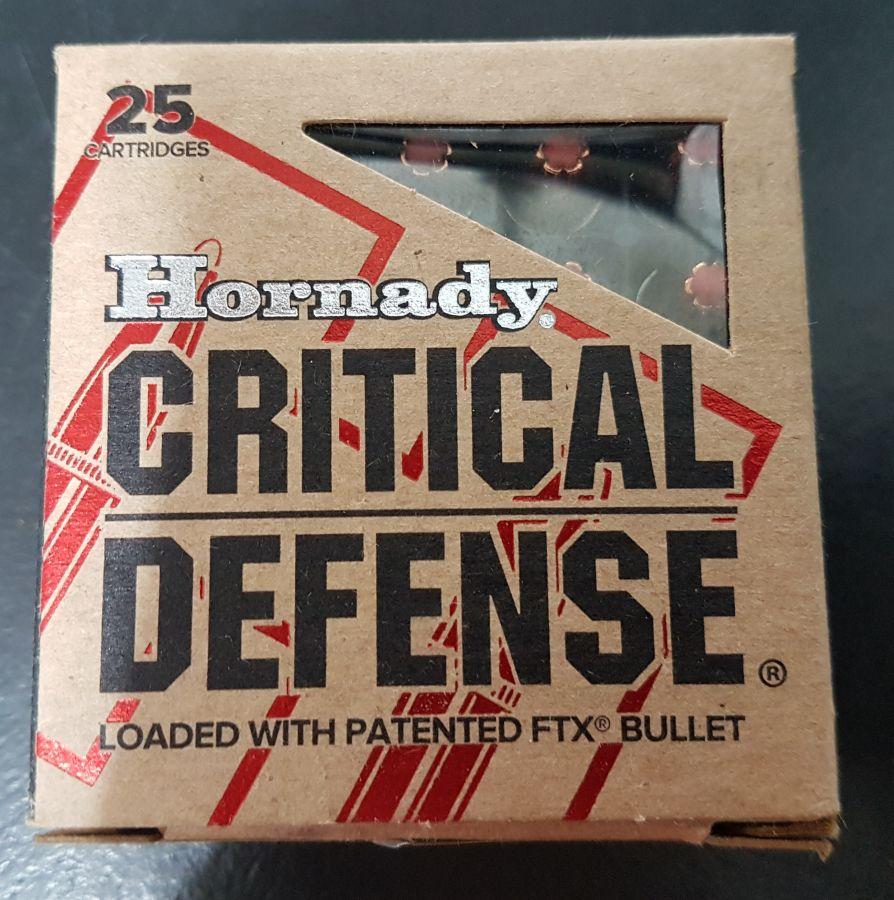 25
CARTRIDGES
Hornady®
CRITICAL
DEFENSE®
LOADED WITH PATENTED FTX® BULLET